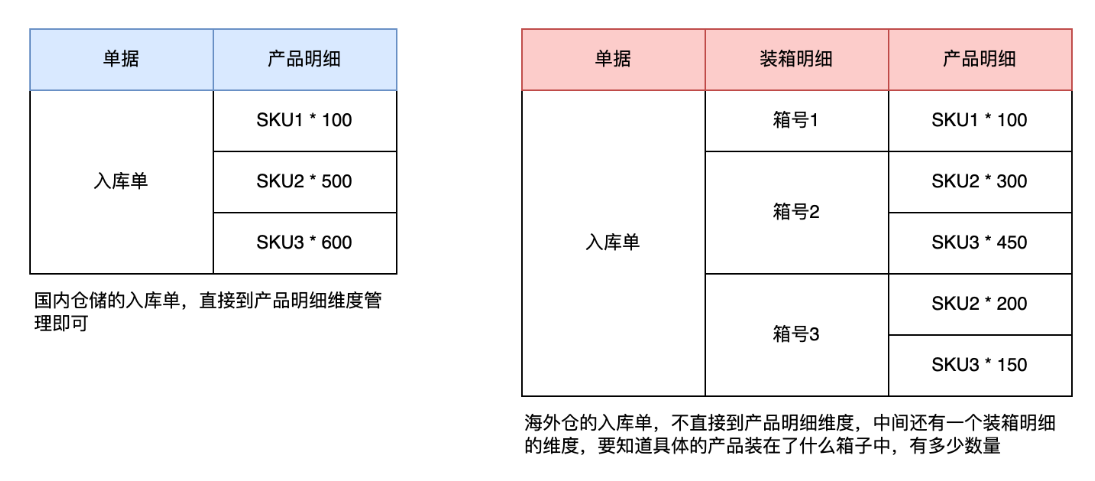 单据 产品明细
入库单
SKU1 * 100
SKU2 * 500
SKU3 * 600
国内仓储的入库单，直接到产品明细维度管
理即可
单据 装箱明细 产品明细
入库单
箱号1 SKU1 * 100
箱号2
SKU2 * 300
SKU3 * 450
箱号3
SKU2 * 200
SKU3 * 150
海外仓的入库单，不直接到产品明细维度，中间还有一个装箱明细
的维度，要知道具体的产品装在了什么箱子中，有多少数量